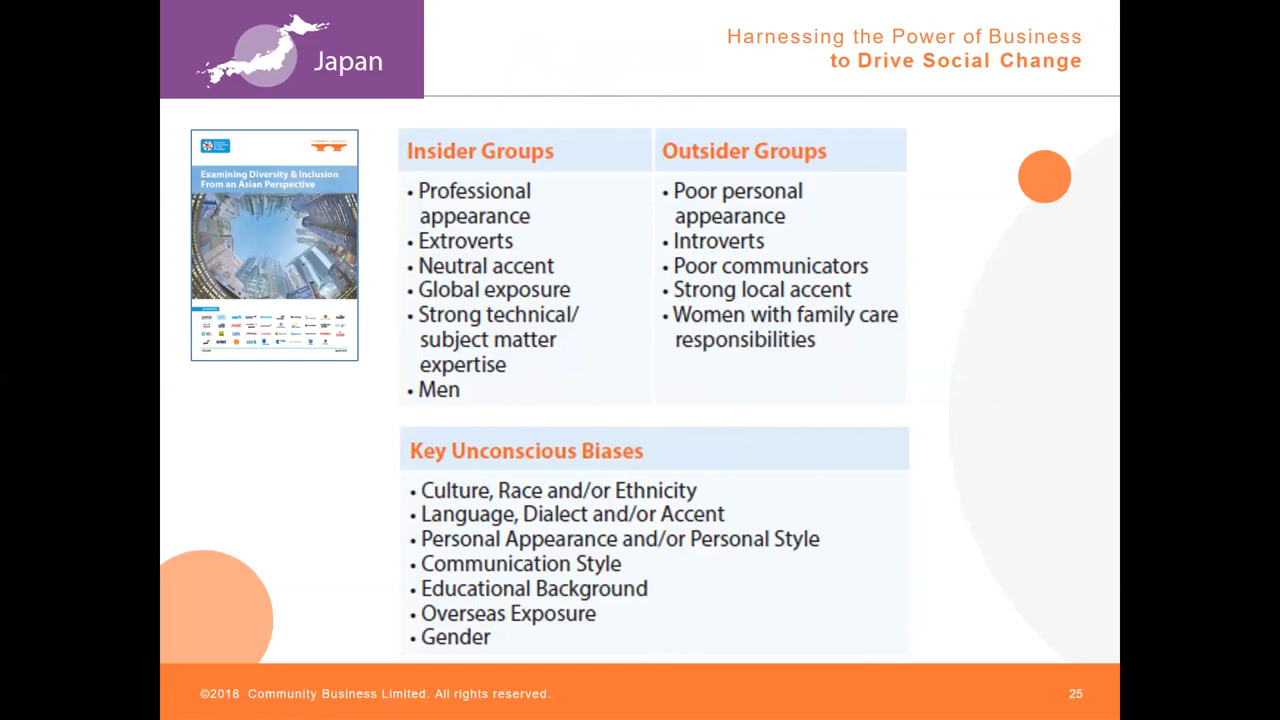 Japan
Harnessing the Power of Business
to Drive Social Change
Examining Diversity & Inclusion
From an Asian Perspective
Insider Groups
• Professional
appearance
• Extroverts
• Neutral accent
• Global exposure
• Strong technical/
subject matter
expertise
• Men
Outsider Groups
• Poor personal
appearance
• Introverts
• Poor communicators
• Strong local accent
• Women with family care
responsibilities
Key Unconscious Biases
• Culture, Race and/or Ethnicity
• Language, Dialect and/or Accent
• Personal Appearance and/or Personal Style
• Communication Style
• Educational Background
• Overseas Exposure
• Gender
©2018 Community Business Limited. All rights reserved.
25